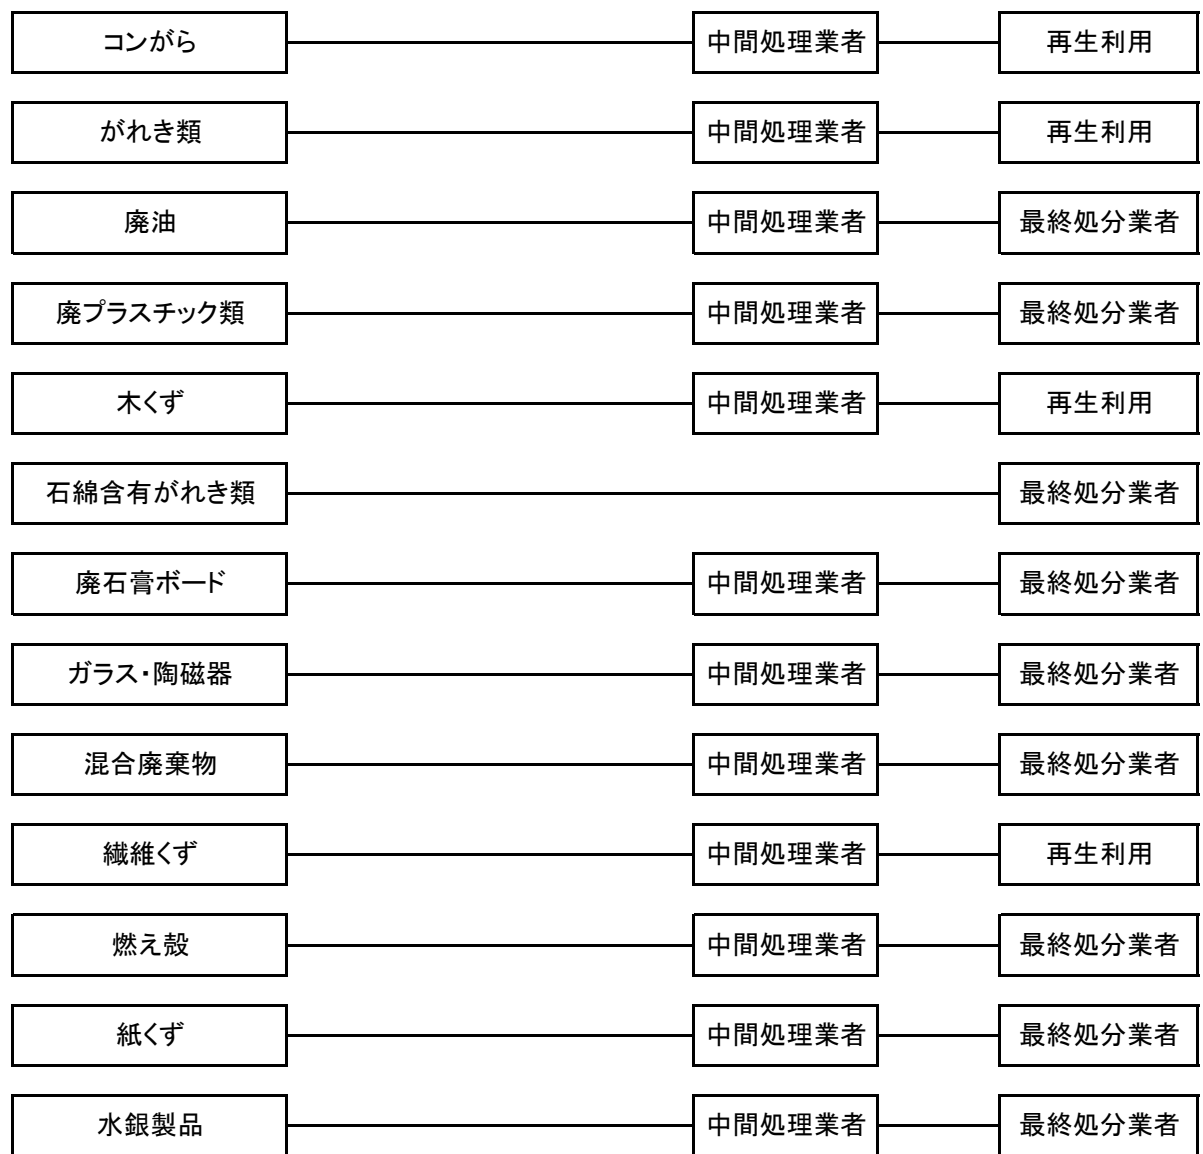 コンがら 中間処理業者 再生利用
がれき類 中間処理業者 再生利用
廃油 中間処理業者 最終処分業者
廃プラスチック類 中間処理業者 最終処分業者
木くず 中間処理業者 再生利用
石綿含有がれき類 最終処分業者
廃石膏ボード 中間処理業者 最終処分業者
ガラス・陶磁器 中間処理業者 最終処分業者
混合廃棄物 中間処理業者 最終処分業者
繊維くず 中間処理業者 再生利用
燃え殻 中間処理業者 最終処分業者
紙くず 中間処理業者 最終処分業者
水銀製品 中間処理業者 最終処分業者